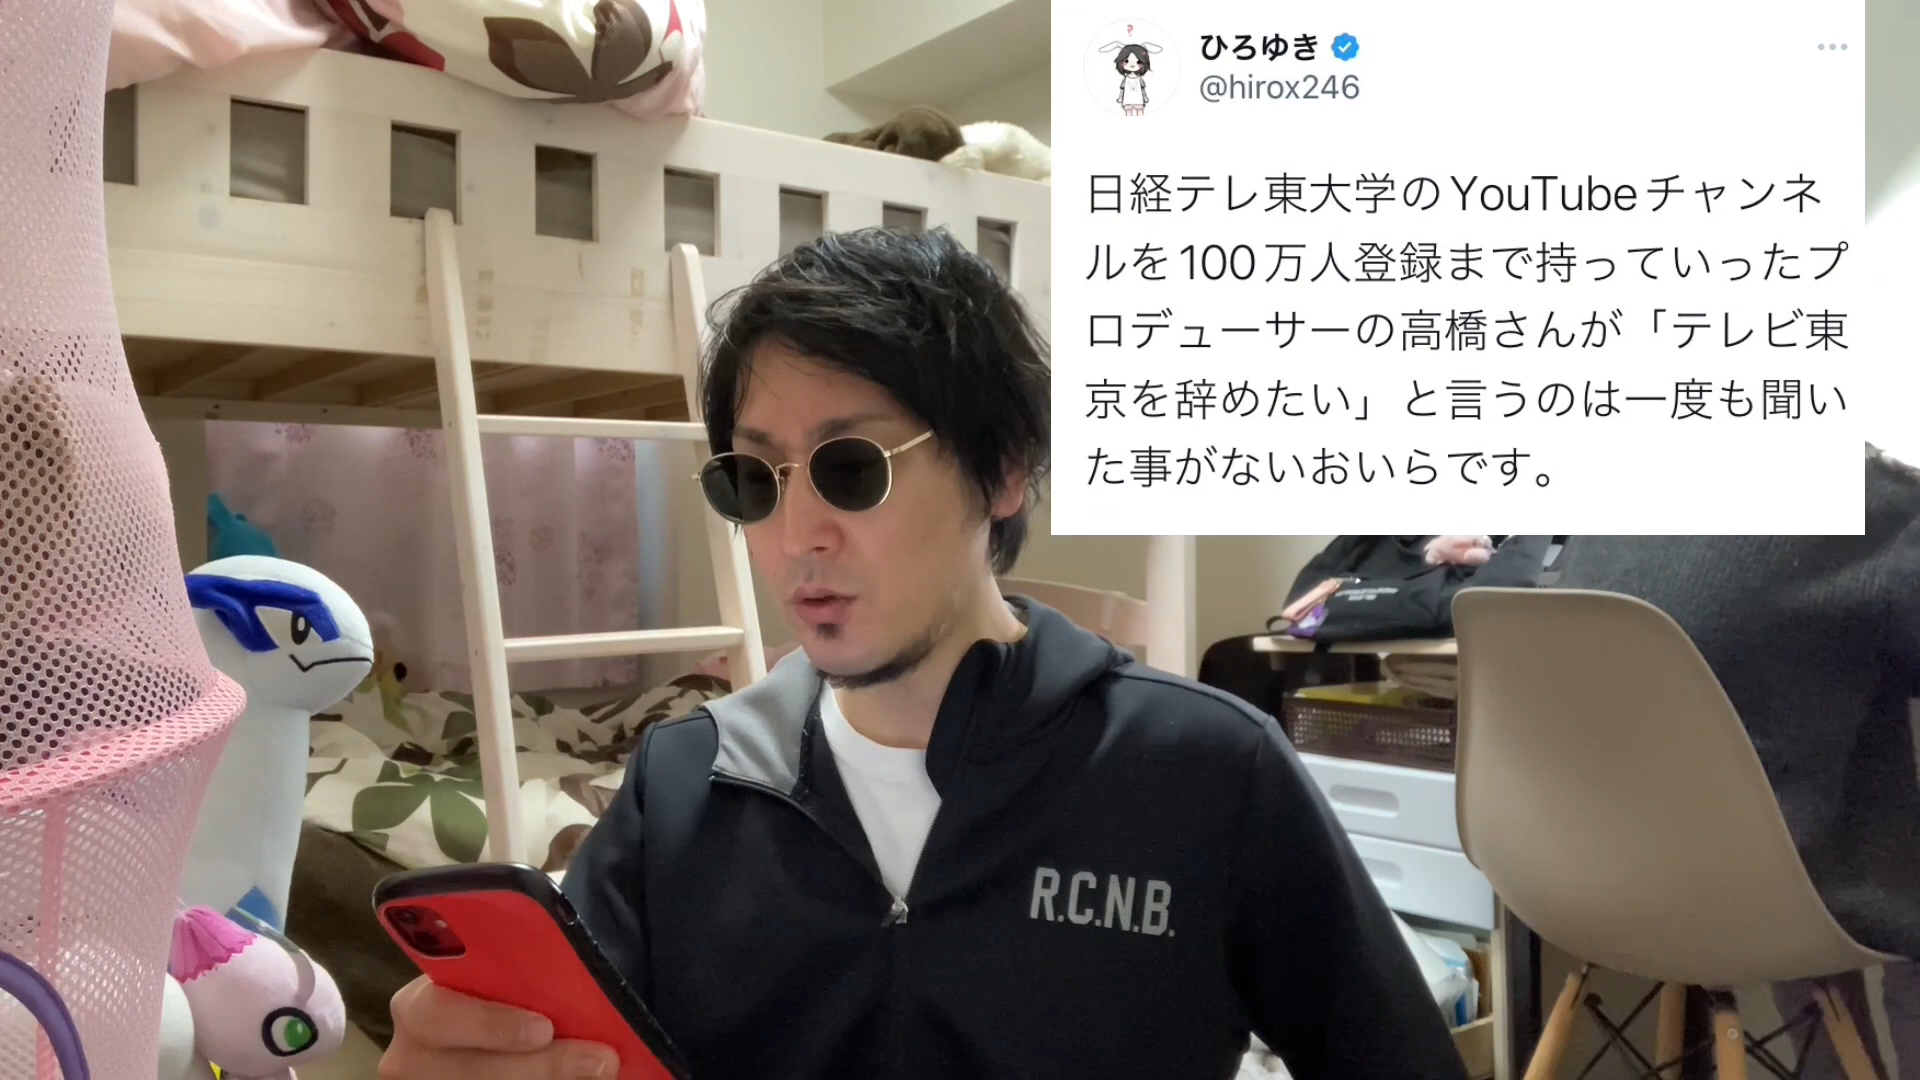 ひろゆき
@hirox246
日経テレ東大学のYouTubeチャンネ
ルを100万人登録まで持っていったプ
ロデューサーの高橋さんが「テレビ東
京を辞めたい」と言うのは一度も聞い
た事がないおいらです。
R.C.N.B.